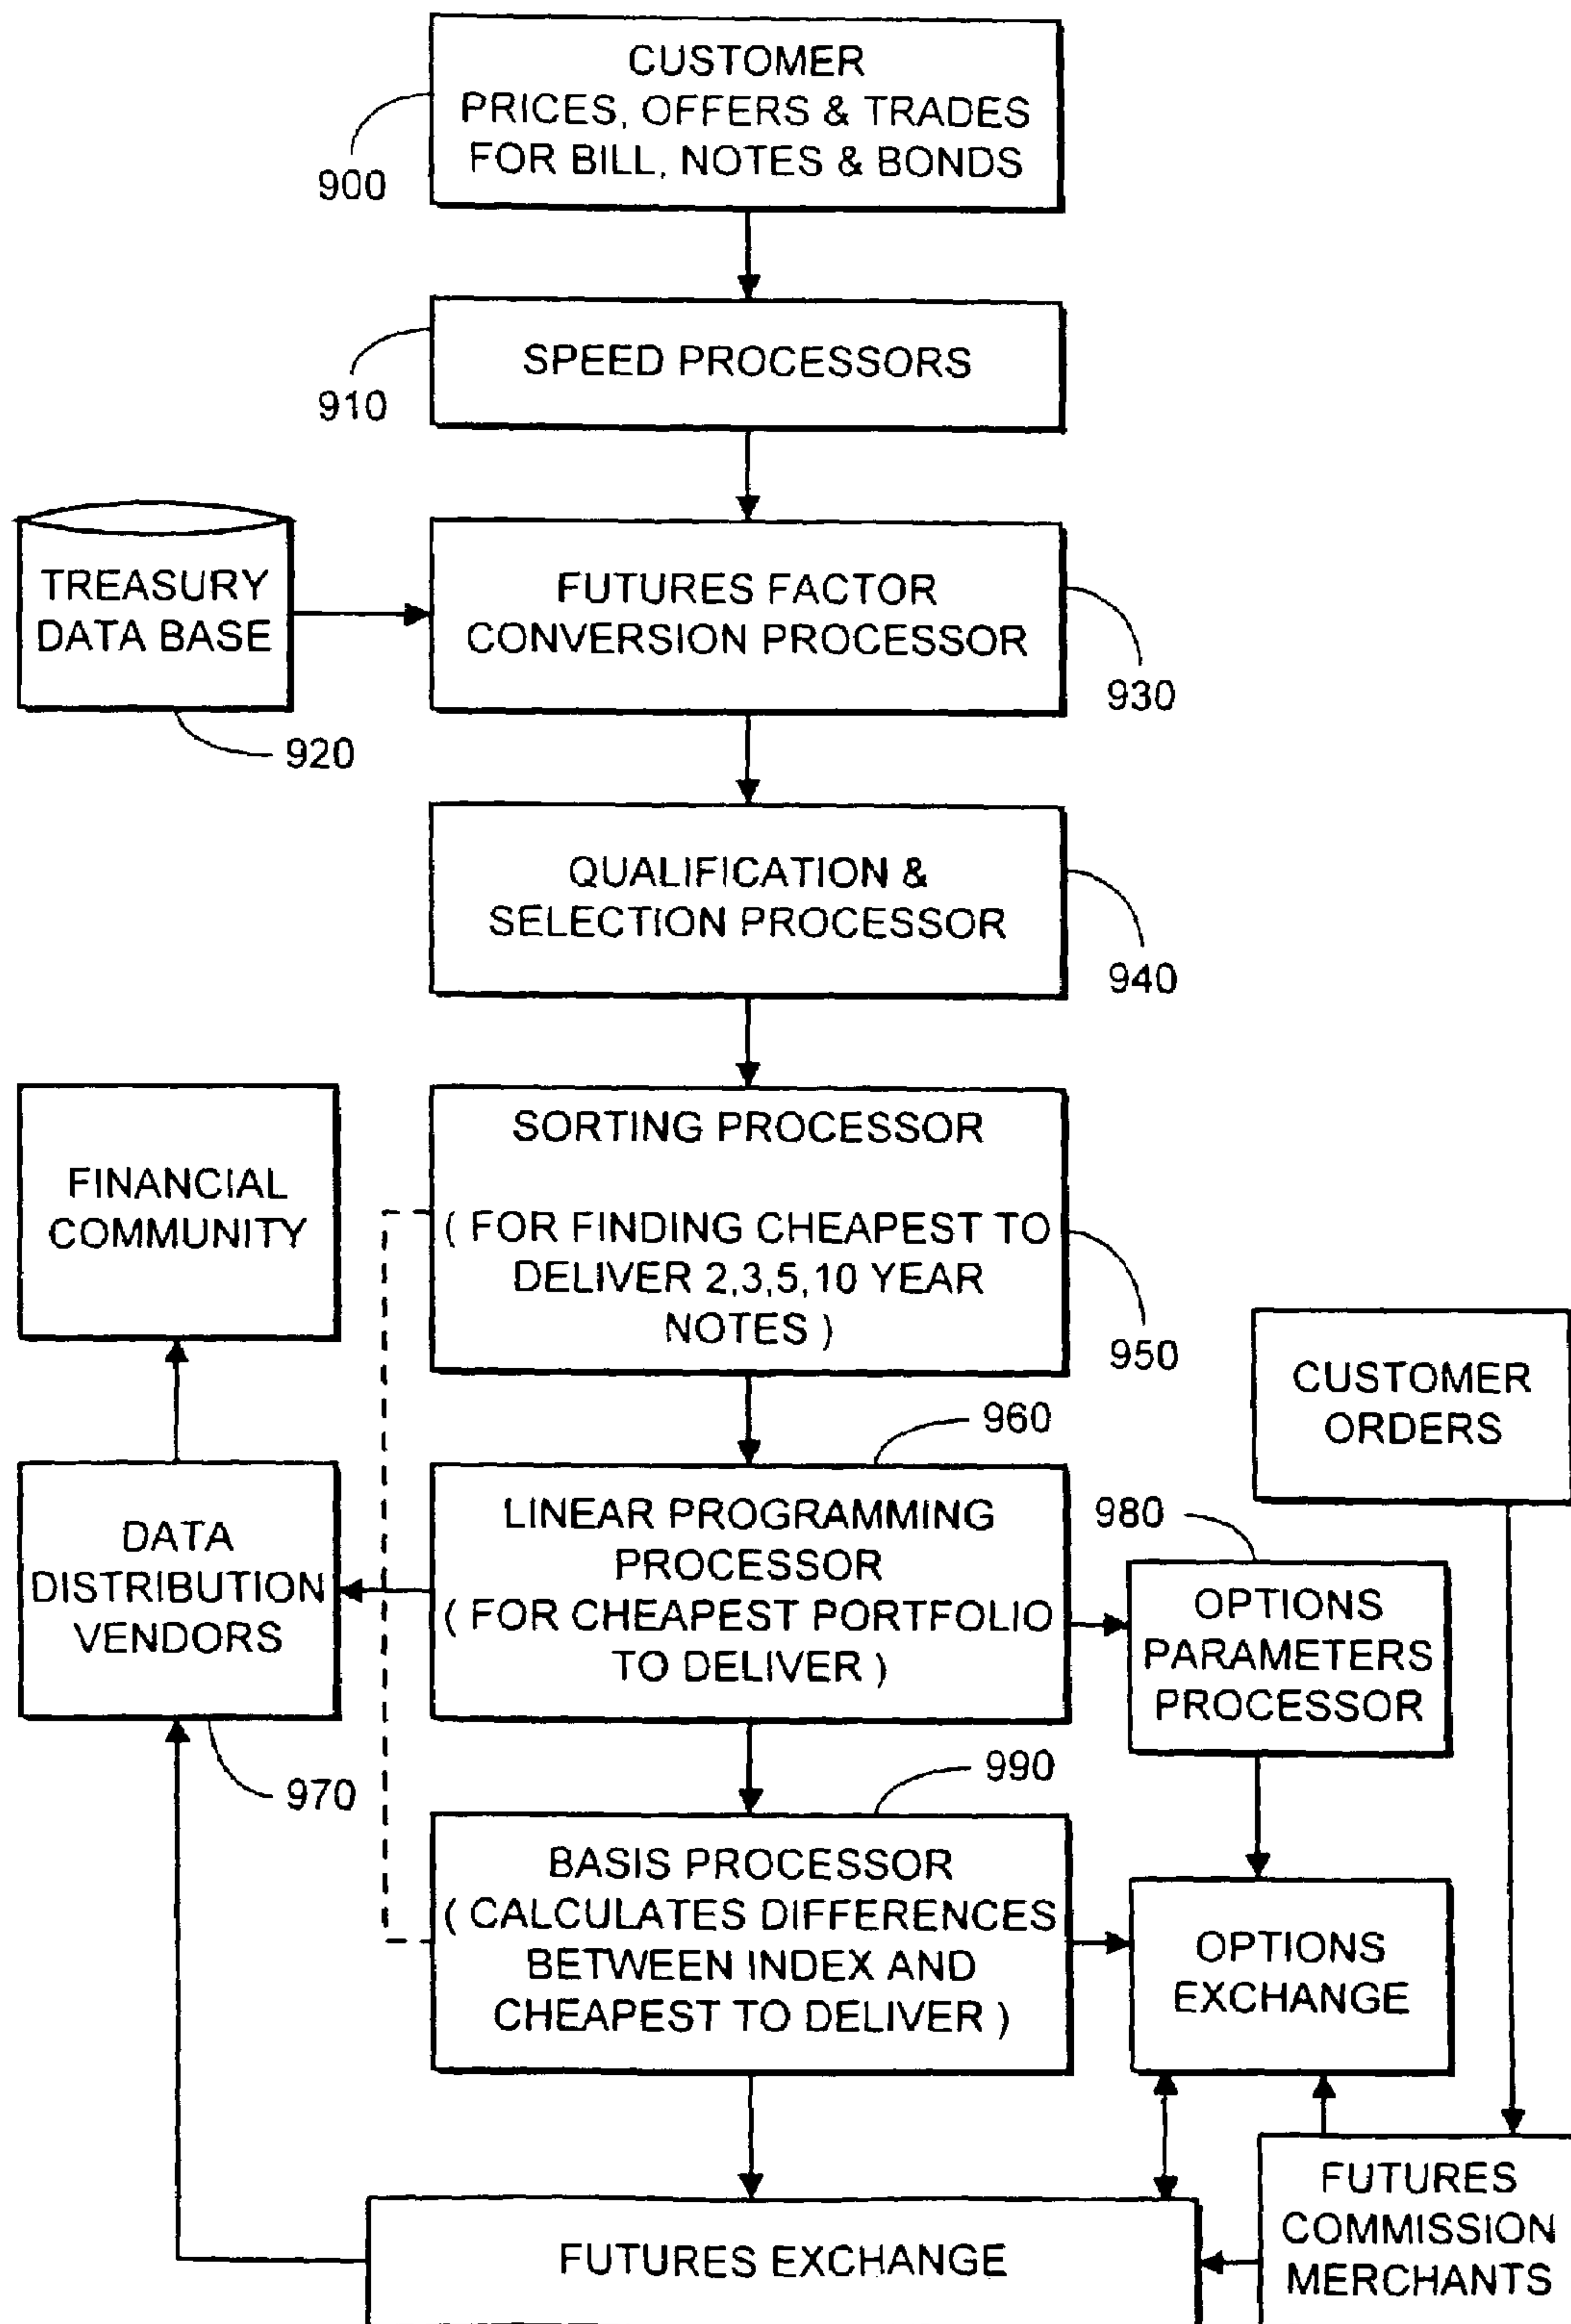 CUSTOMER
PRICES, OFFERS & TRADES
FOR BILL, NOTES & BONDS
900
SPEED PROCESSORS
910
TREASURY
DATA BASE
920
FUTURES FACTOR
CONVERSION PROCESSOR
930
QUALIFICATION &
SELECTION PROCESSOR
940
SORTING PROCESSOR
( FOR FINDING CHEAPEST TO
DELIVER 2,3,5,10 YEAR
NOTES )
950
FINANCIAL
COMMUNITY
CUSTOMER
ORDERS
960
LINEAR PROGRAMMING
PROCESSOR
( FOR CHEAPEST PORTFOLIO
TO DELIVER )
DATA
DISTRIBUTION
VENDORS
970
980
OPTIONS
PARAMETERS
PROCESSOR
990
BASIS PROCESSOR
( CALCULATES DIFFERENCES
BETWEEN INDEX AND
CHEAPEST TO DELIVER )
OPTIONS
EXCHANGE
FUTURES EXCHANGE
FUTURES
COMMISSION
MERCHANTS